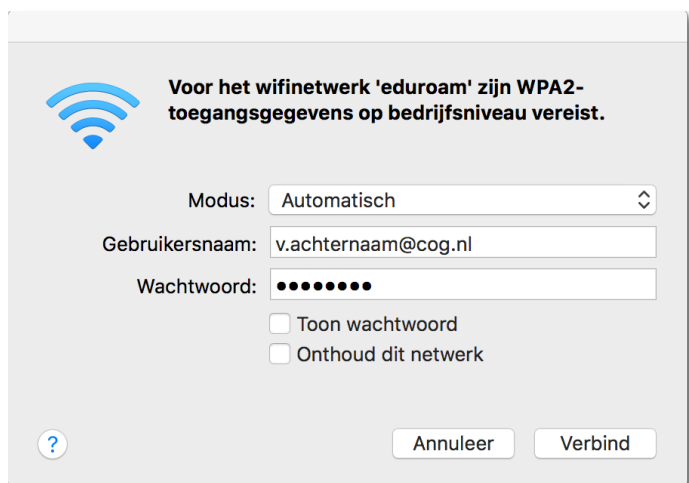 Voor het wifinetwerk 'eduroam' zijn WPA2-
toegangsgegevens op bedrijfsniveau vereist.
Modus: Automatisch
Gebruikersnaam: v.achternaam@cog.nl
Wachtwoord: ●●●●●●●●
Toon wachtwoord
Onthoud dit netwerk
? Annuleer Verbind